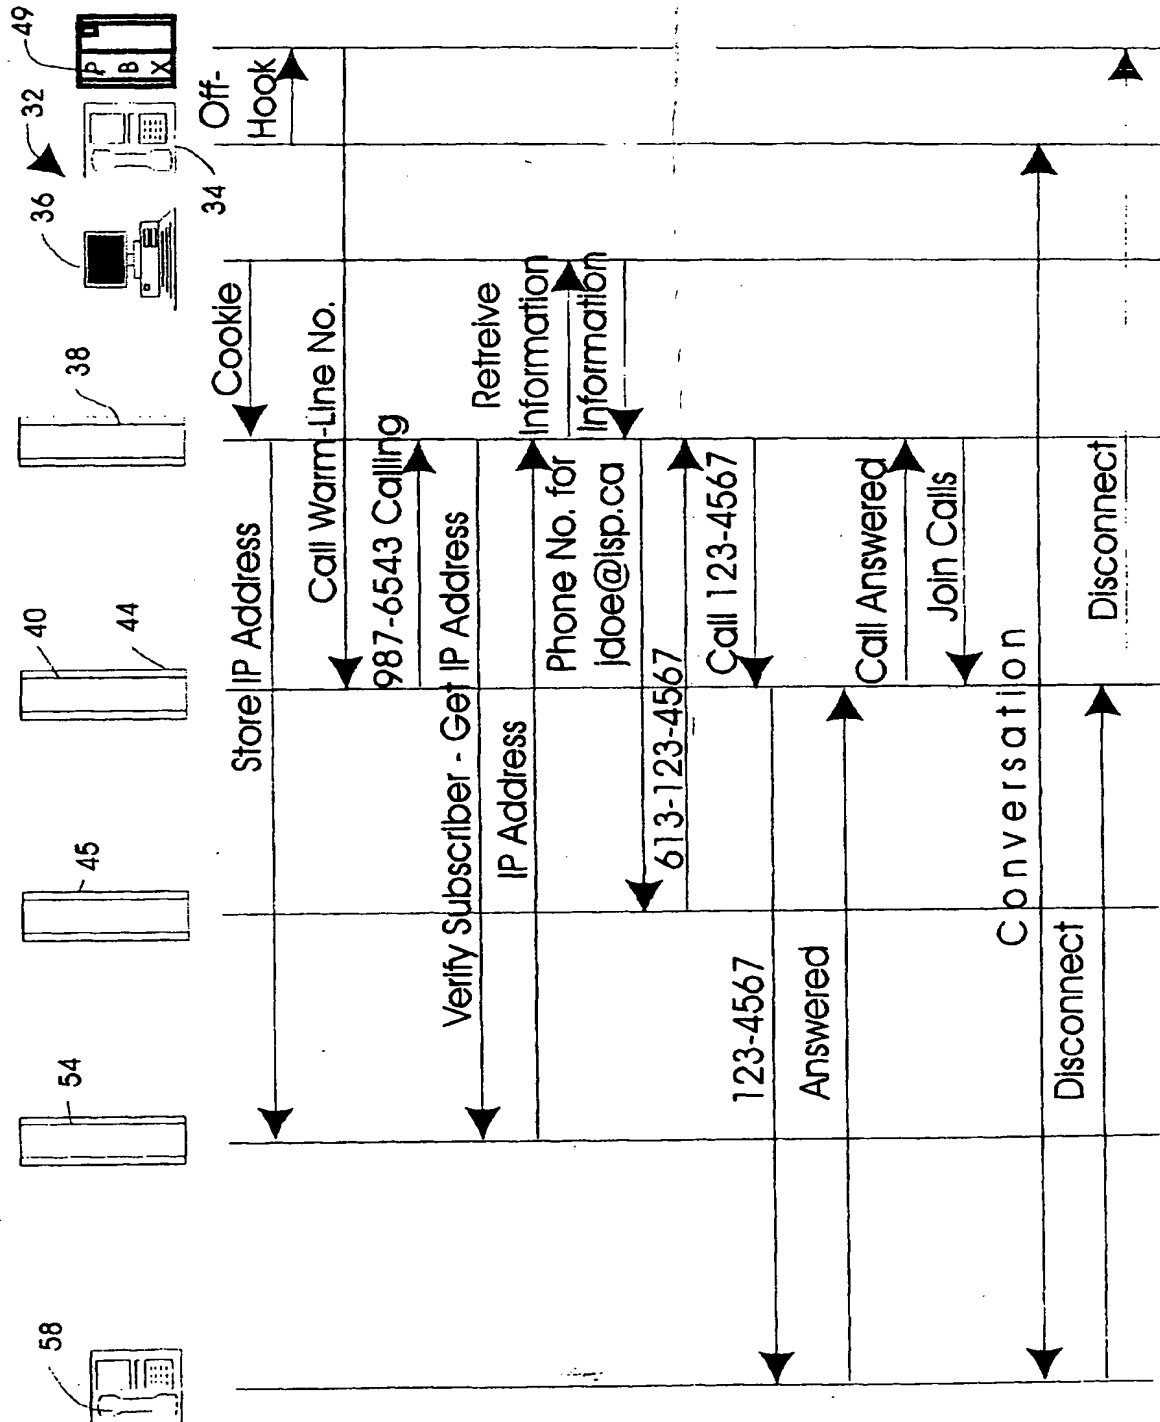 58
54
45
40
44
38
36
32
34
49
P
B
X
Cookie
Store IP Address
Off-
Hook
Call Warm-Line No.
987-6543 Calling
Verify Subscriber - Get IP Address
IP Address
Retreive
Information
Information
Phone No. for
jdoe@isp.ca
613-123-4567
Call 123-4567
123-4567
Answered
Call Answered
Join Calls
Conversation
Disconnect
Disconnect